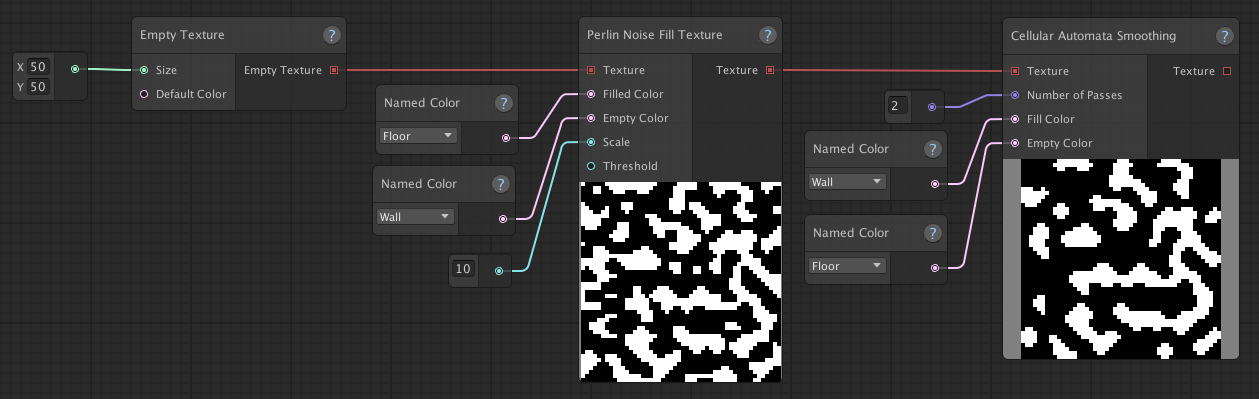 Empty Texture ?
X 50
Y 50
Size
Empty Texture
Default Color
Named Color ?
Floor
Named Color ?
Wall
10
Perlin Noise Fill Texture ?
Texture
Texture
Filled Color
Empty Color
Scale
Threshold
2
Named Color ?
Wall
Named Color ?
Floor
Cellular Automata Smoothing ?
Texture
Texture
Number of Passes
Fill Color
Empty Color